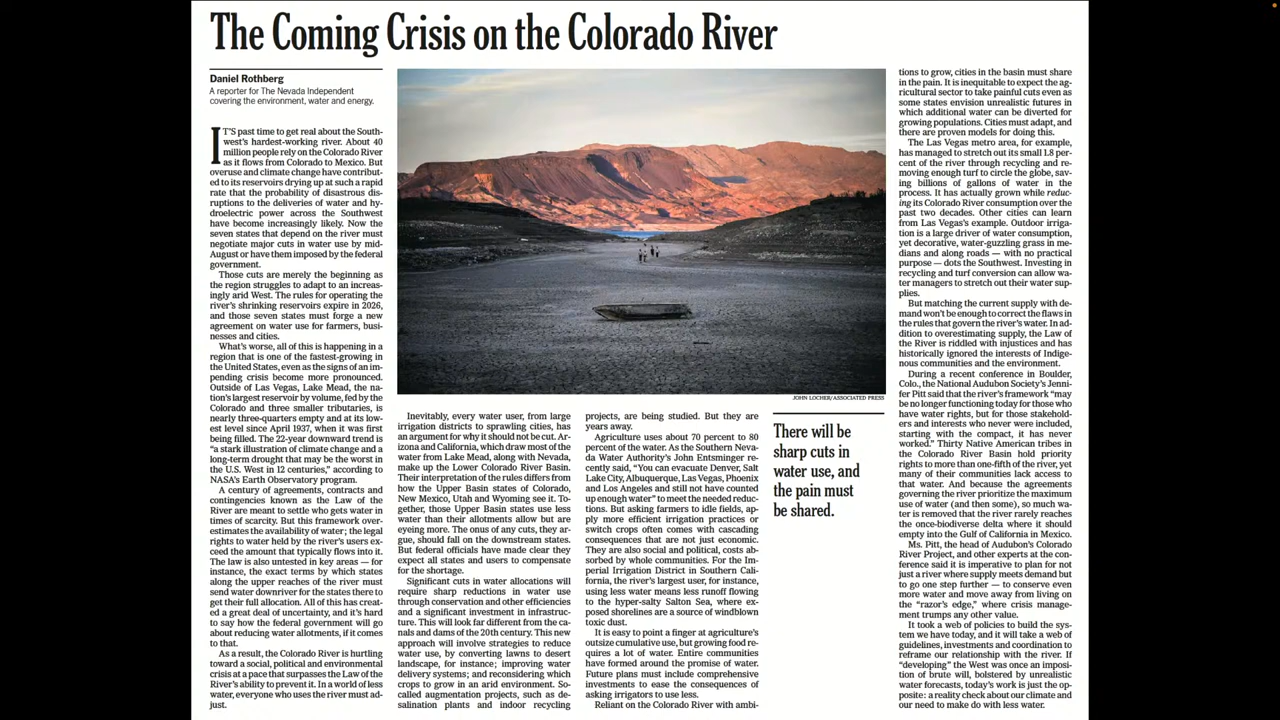 The Coming Crisis on the Colorado River
Daniel Rothberg
A reporter for The Nevada Independent
covering the environment, water and energy.
IT'S past time to get real about the South-
west's hardest-working river. About 40
million people rely on the Colorado River
as it flows from Colorado to Mexico. But
overuse and climate change have contribut-
ed to its reservoirs drying up at such a rapid
rate that the probability of disastrous dis-
ruptions to the deliveries of water and hy-
droelectric power across the Southwest
have become increasingly likely. Now the
seven states that depend on the river must
negotiate major cuts in water use by mid-
August or have them imposed by the federal
government.
Those cuts are merely the beginning as
the region struggles to adapt to an increas-
ingly arid West. The rules for operating the
river's shrinking reservoirs expire in 2026,
and those seven states must forge a new
agreement on water use for farmers, busi-
nesses and cities.
What's worse, all of this is happening in a
region that is one of the fastest-growing in
the United States, even as the signs of an im-
pending crisis become more pronounced.
Outside of Las Vegas, Lake Mead, the na-
tion's largest reservoir by volume, fed by the
Colorado and three smaller tributaries, is
nearly three-quarters empty and at its low-
est level since April 1937, when it was first
being filled. The 22-year downward trend is
"a stark illustration of climate change and a
long-term drought that may be the worst in
the U.S. West in 12 centuries," according to
NASA's Earth Observatory program.
A century of agreements, contracts and
contingencies known as the Law of the
River are meant to settle who gets water in
times of scarcity. But this framework over-
estimates the availability of water; the legal
rights to water held by the river's users ex-
ceed the amount that typically flows into it.
The law is also untested in key areas — for
instance, the exact terms by which states
along the upper reaches of the river must
send water downriver for the states there to
get their full allocation. All of this has creat-
ed a great deal of uncertainty, and it's hard
to say how the federal government will go
about reducing water allotments, if it comes
to that.
As a result, the Colorado River is hurtling
toward a social, political and environmental
crisis at a pace that surpasses the Law of the
River's ability to prevent it. In a world of less
water, everyone who uses the river must ad-
just.
JOHN LOCHER/ASSOCIATED PRESS
Inevitably, every water user, from large
irrigation districts to sprawling cities, has
an argument for why it should not be cut. Ar-
izona and California, which draw most of the
water from Lake Mead, along with Nevada,
make up the Lower Colorado River Basin.
Their interpretation of the rules differs from
how the Upper Basin states of Colorado,
New Mexico, Utah and Wyoming see it. To-
gether, those Upper Basin states use less
water than their allotments allow but are
eyeing more. The onus of any cuts, they ar-
gue, should fall on the downstream states.
But federal officials have made clear they
expect all states and users to compensate
for the shortage.
Significant cuts in water allocations will
require sharp reductions in water use
through conservation and other efficiencies
and a significant investment in infrastruc-
ture. This will look far different from the ca-
nals and dams of the 20th century. This new
approach will involve strategies to reduce
water use, by converting lawns to desert
landscape, for instance; improving water
delivery systems; and reconsidering which
crops to grow in an arid environment. So-
called augmentation projects, such as de-
salination plants and indoor recycling
projects, are being studied. But they are
years away.
Agriculture uses about 70 percent to 80
percent of the water. As the Southern Neva-
da Water Authority's John Entsminger re-
cently said, "You can evacuate Denver, Salt
Lake City, Albuquerque, Las Vegas, Phoenix
and Los Angeles and still not have counted
up enough water" to meet the needed reduc-
tions. But asking farmers to idle fields, ap-
ply more efficient irrigation practices or
switch crops often comes with cascading
consequences that are not just economic.
They are also social and political, costs ab-
sorbed by whole communities. For the Im-
perial Irrigation District in Southern Cali-
fornia, the river's largest user, for instance,
using less water means less runoff flowing
to the hyper-salty Salton Sea, where ex-
posed shorelines are a source of windblown
toxic dust.
It is easy to point a finger at agriculture's
outsize cumulative use, but growing food re-
quires a lot of water. Entire communities
have formed around the promise of water.
Future plans must include comprehensive
investments to ease the consequences of
asking irrigators to use less.
Reliant on the Colorado River with ambi-
There will be
sharp cuts in
water use, and
the pain must
be shared.
tions to grow, cities in the basin must share
in the pain. It is inequitable to expect the ag-
ricultural sector to take painful cuts even as
some states envision unrealistic futures in
which additional water can be diverted for
growing populations. Cities must adapt, and
there are proven models for doing this.
The Las Vegas metro area, for example,
has managed to stretch out its small 1.8 per-
cent of the river through recycling and re-
moving enough turf to circle the globe, sav-
ing billions of gallons of water in the
process. It has actually grown while reduc-
ing its Colorado River consumption over the
past two decades. Other cities can learn
from Las Vegas's example. Outdoor irriga-
tion is a large driver of water consumption,
yet decorative, water-guzzling grass in me-
dians and along roads — with no practical
purpose — dots the Southwest. Investing in
recycling and turf conversion can allow wa-
ter managers to stretch out their water sup-
plies.
But matching the current supply with de-
mand won't be enough to correct the flaws in
the rules that govern the river's water. In ad-
dition to overestimating supply, the Law of
the River is riddled with injustices and has
historically ignored the interests of Indige-
nous communities and the environment.
During a recent conference in Boulder,
Colo., the National Audubon Society's Jenni-
fer Pitt said that the river's framework "may
be no longer functioning today for those who
have water rights, but for those stakehold-
ers and interests who never were included,
starting with the compact, it has never
worked." Thirty Native American tribes in
the Colorado River Basin hold priority
rights to more than one-fifth of the river, yet
many of their communities lack access to
that water. And because the agreements
governing the river prioritize the maximum
use of water (and then some), so much wa-
ter is removed that the river rarely reaches
the once-biodiverse delta where it should
empty into the Gulf of California in Mexico.
Ms. Pitt, the head of Audubon's Colorado
River Project, and other experts at the con-
ference said it is imperative to plan for not
just a river where supply meets demand but
to go one step further — to conserve even
more water and move away from living on
the "razor's edge," where crisis manage-
ment trumps any other value.
It took a web of policies to build the sys-
tem we have today, and it will take a web of
guidelines, investments and coordination to
reframe our relationship with the river. If
"developing" the West was once an imposi-
tion of brute will, bolstered by unrealistic
water forecasts, today's work is just the op-
posite: a reality check about our climate and
our need to make do with less water.